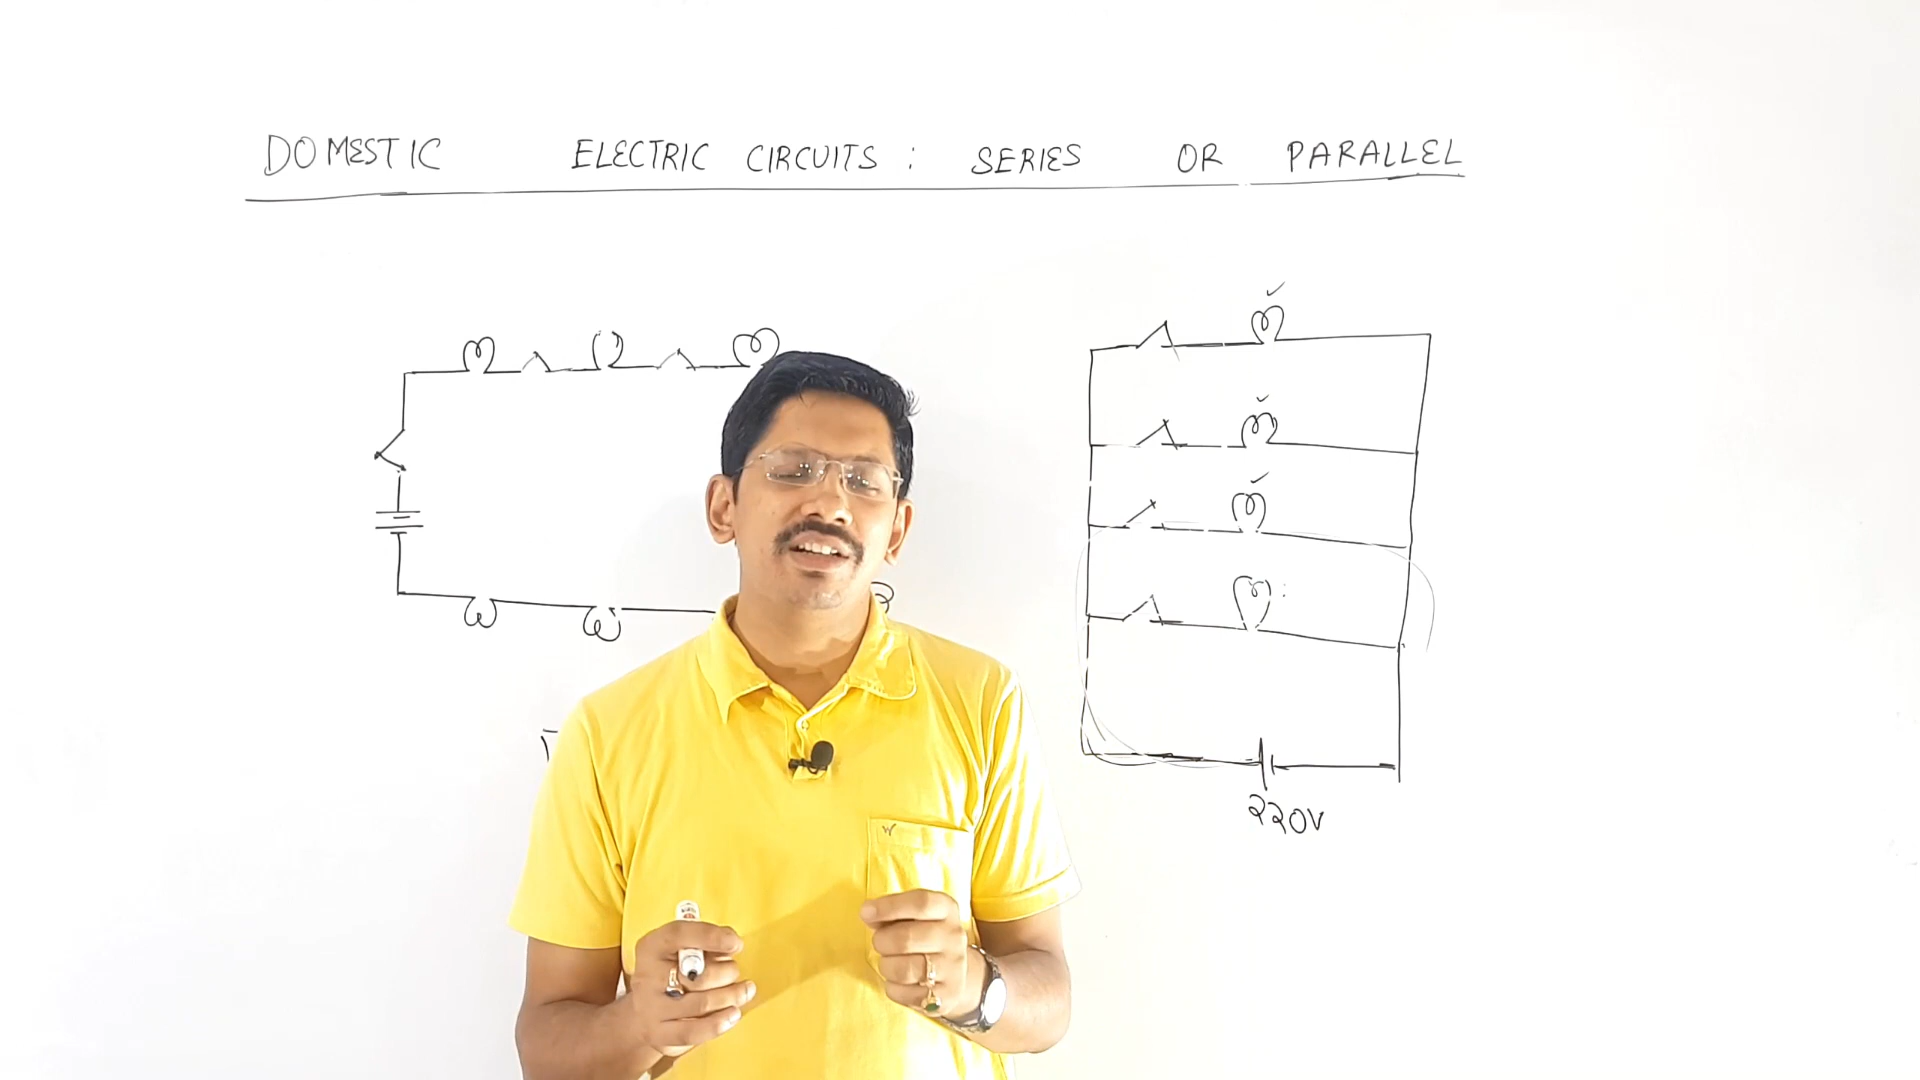 DOMESTIC ELECTRIC CIRCUITS : SERIES OR PARALLEL
220V